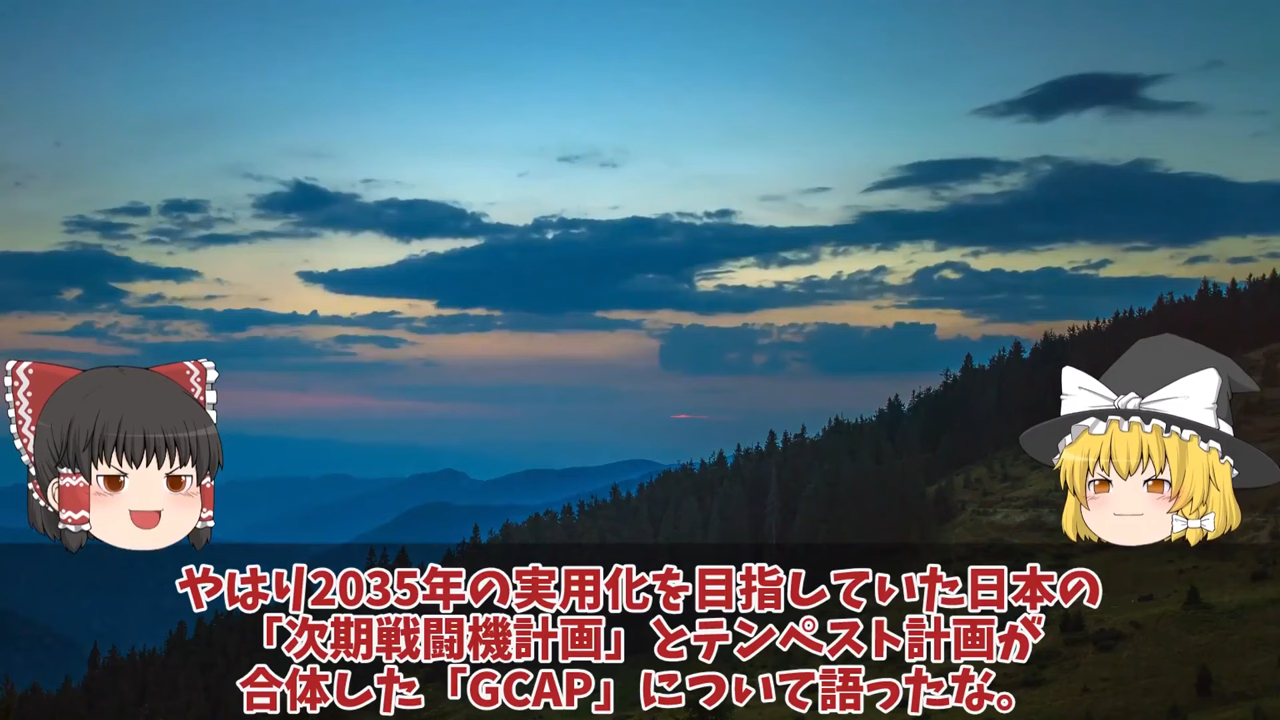 やはり2035年の実用化を目指していた日本の
「次期戦闘機計画」とテンペスト計画が
合体した「GCAP」について語ったな。